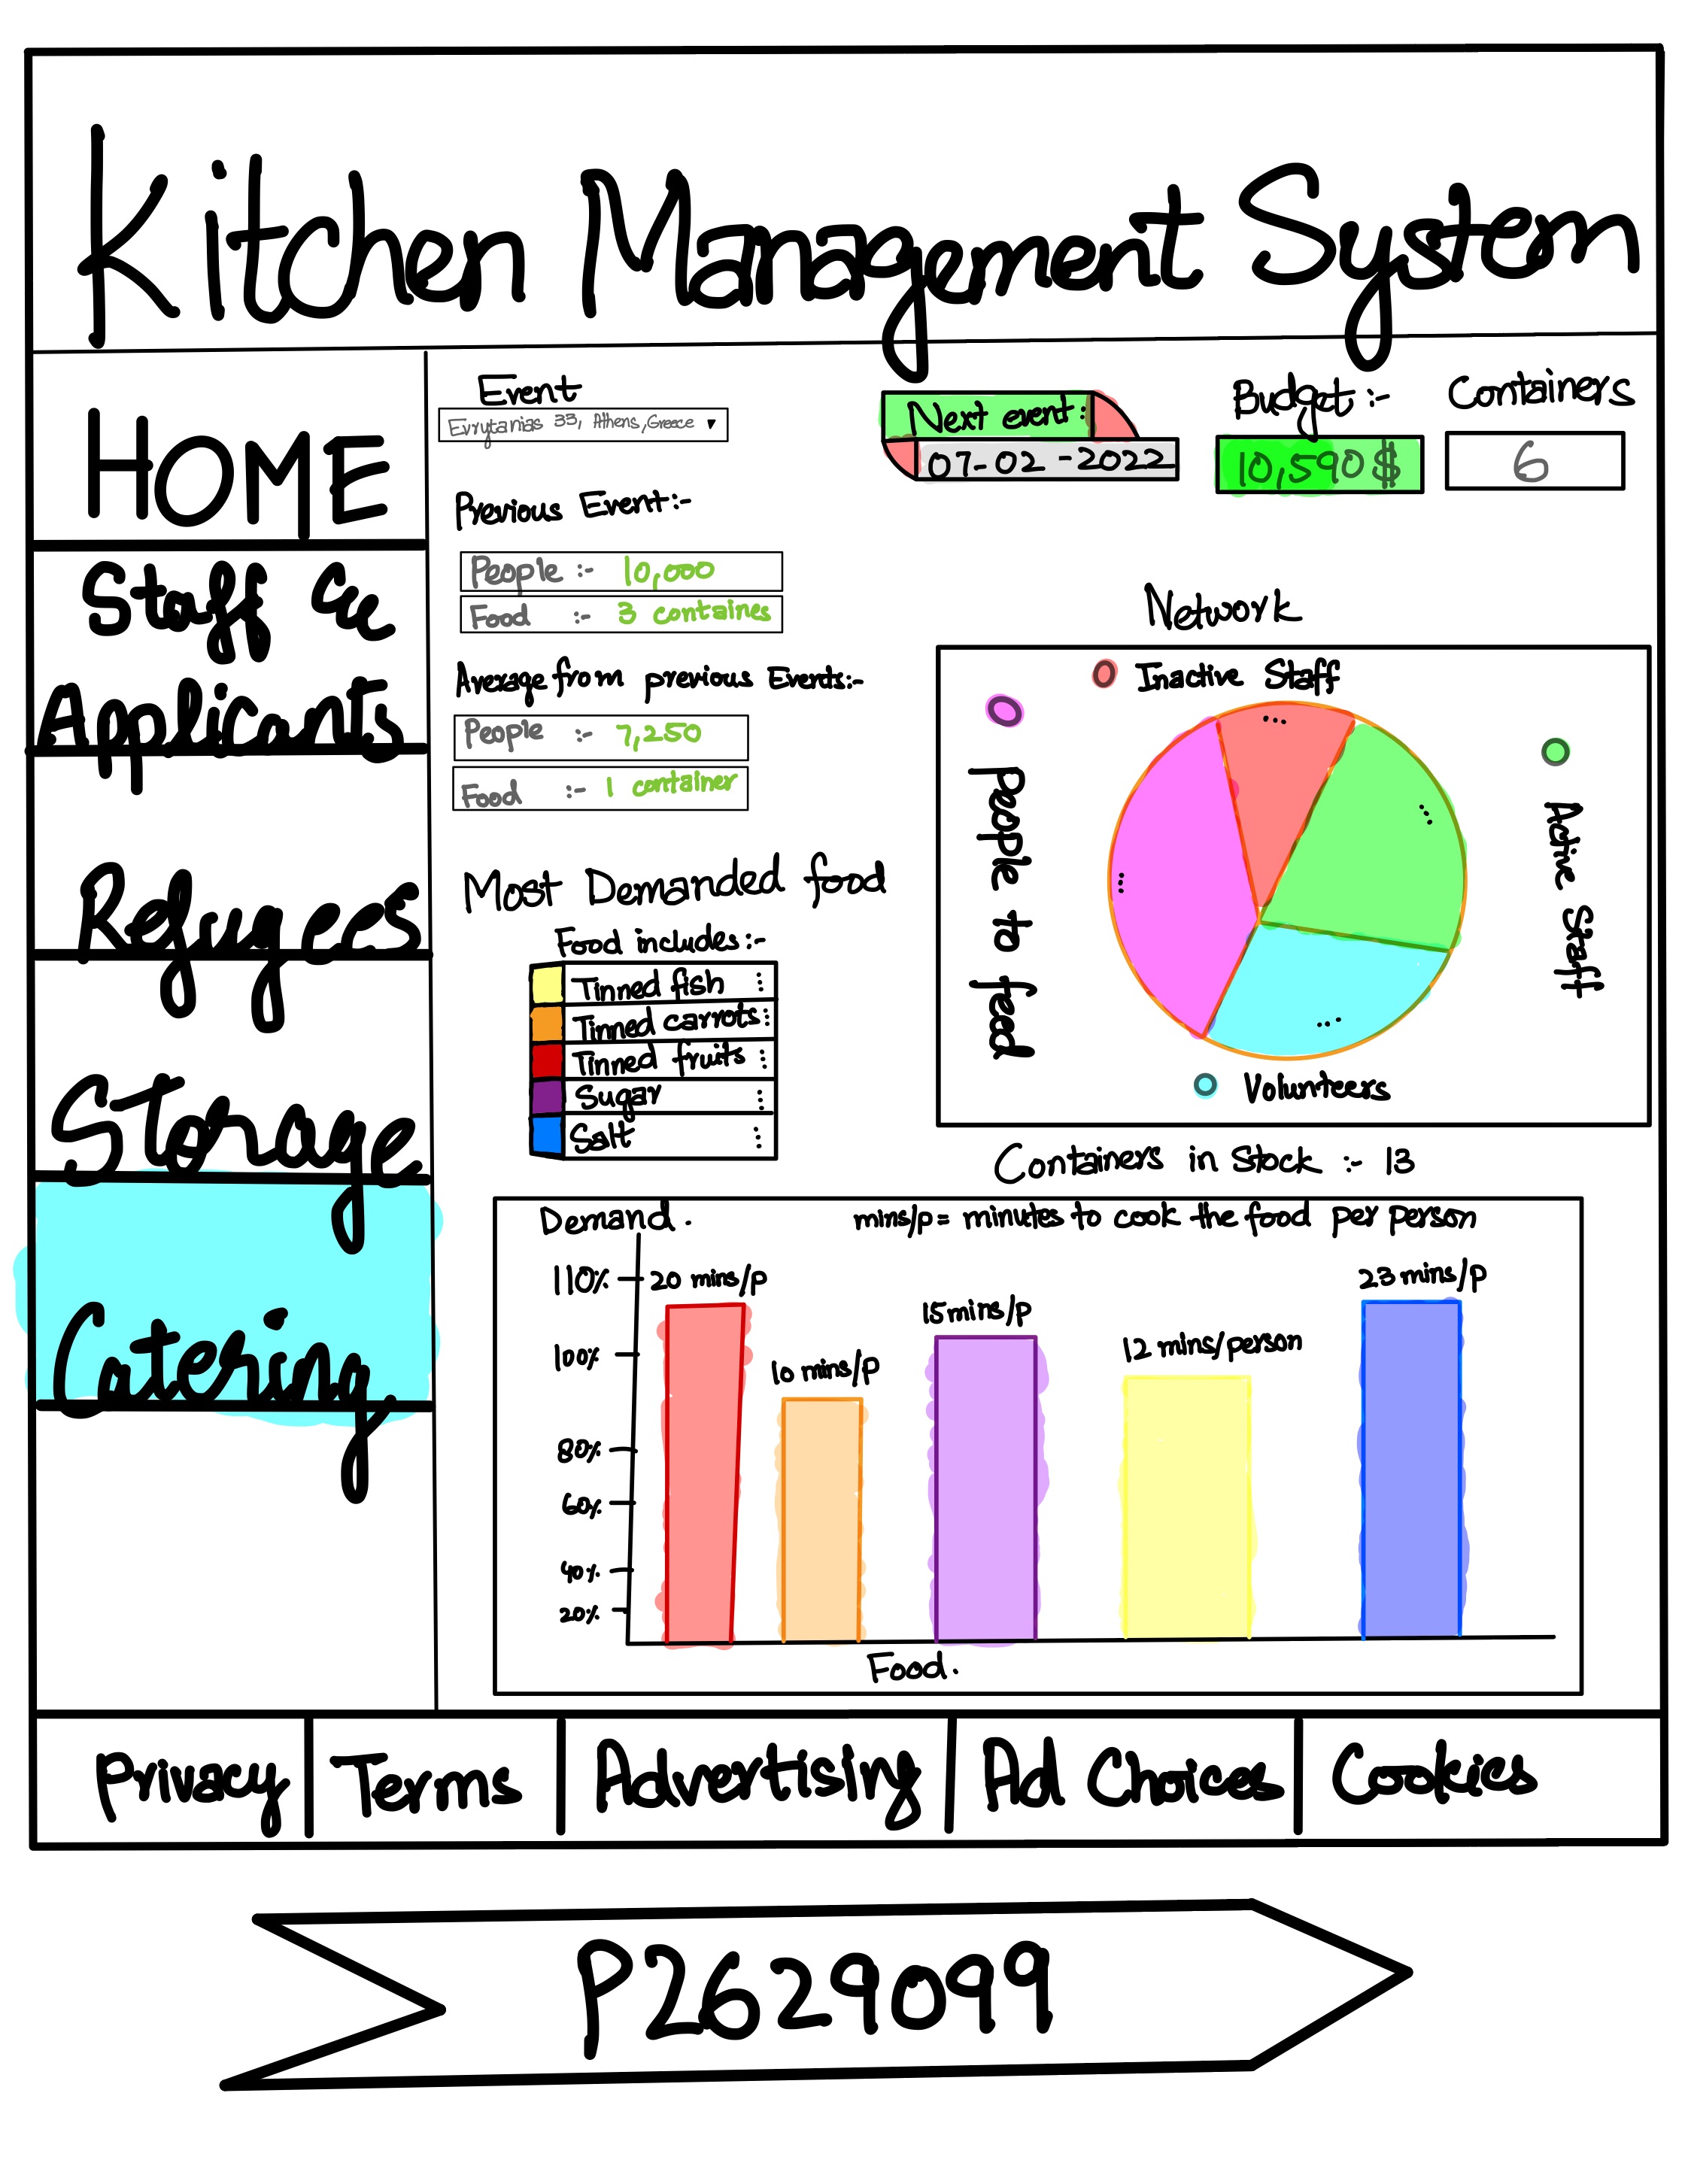 Kitchen Management System
HOME
Staff &
Applicants
Refugees
Storage
Catering
Event
Evrytanias 33, Athens, Greece ▼
Next event:
07-02-2022
Budget:-
10,590$
Containers
6
Previous Event:-
People :- 10,000
Food :- 3 containes
Average from previous Events:-
People :- 7,250
Food :- 1 container
Most Demanded food
Food includes:-
Tinned fish
Tinned carrots
Tinned fruits
Sugar
Salt
Network
Inactive Staff
People to feed
Active Staff
Volunteers
Containers in Stock :- 13
Demand.
mins/p = minutes to cook the food per person
110%
100%
80%
60%
40%
20%
20 mins/p
10 mins/p
15mins/p
12 mins/person
23 mins/p
Food.
Privacy
Terms
Advertising
Ad Choices
Cookies
P2629099